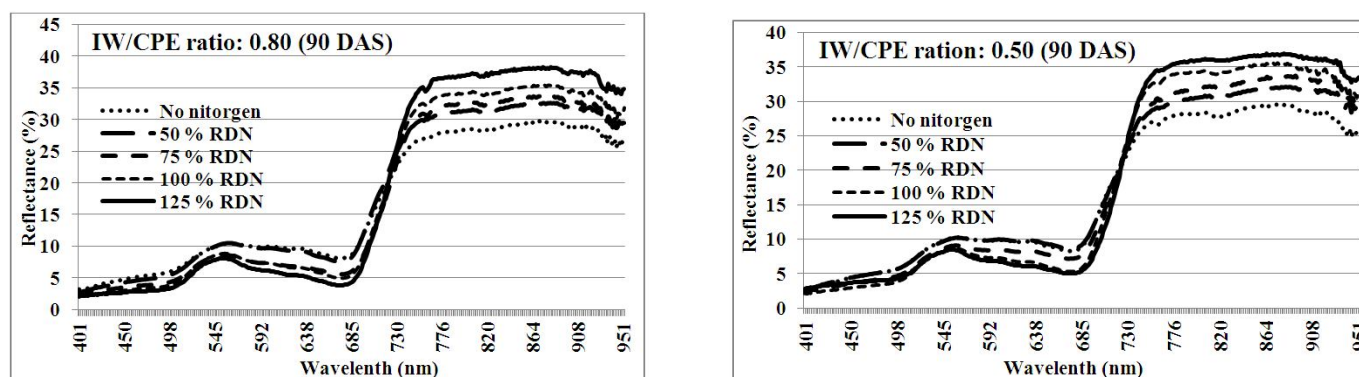 IW/CPE ratio: 0.80 (90 DAS)
Reflectance (%)
45
40
35
30
25
20
15
10
5
0
No nitorgen
50 % RDN
75 % RDN
100 % RDN
125 % RDN
401 450 498 545 592 638 685 730 776 820 864 908 951
Wavelenth (nm)
IW/CPE ration: 0.50 (90 DAS)
Reflectance (%)
40
35
30
25
20
15
10
5
0
No nitorgen
50 % RDN
75 % RDN
100 % RDN
125 % RDN
401 450 498 545 592 638 685 730 776 820 864 908 951
Wavelenth (nm)